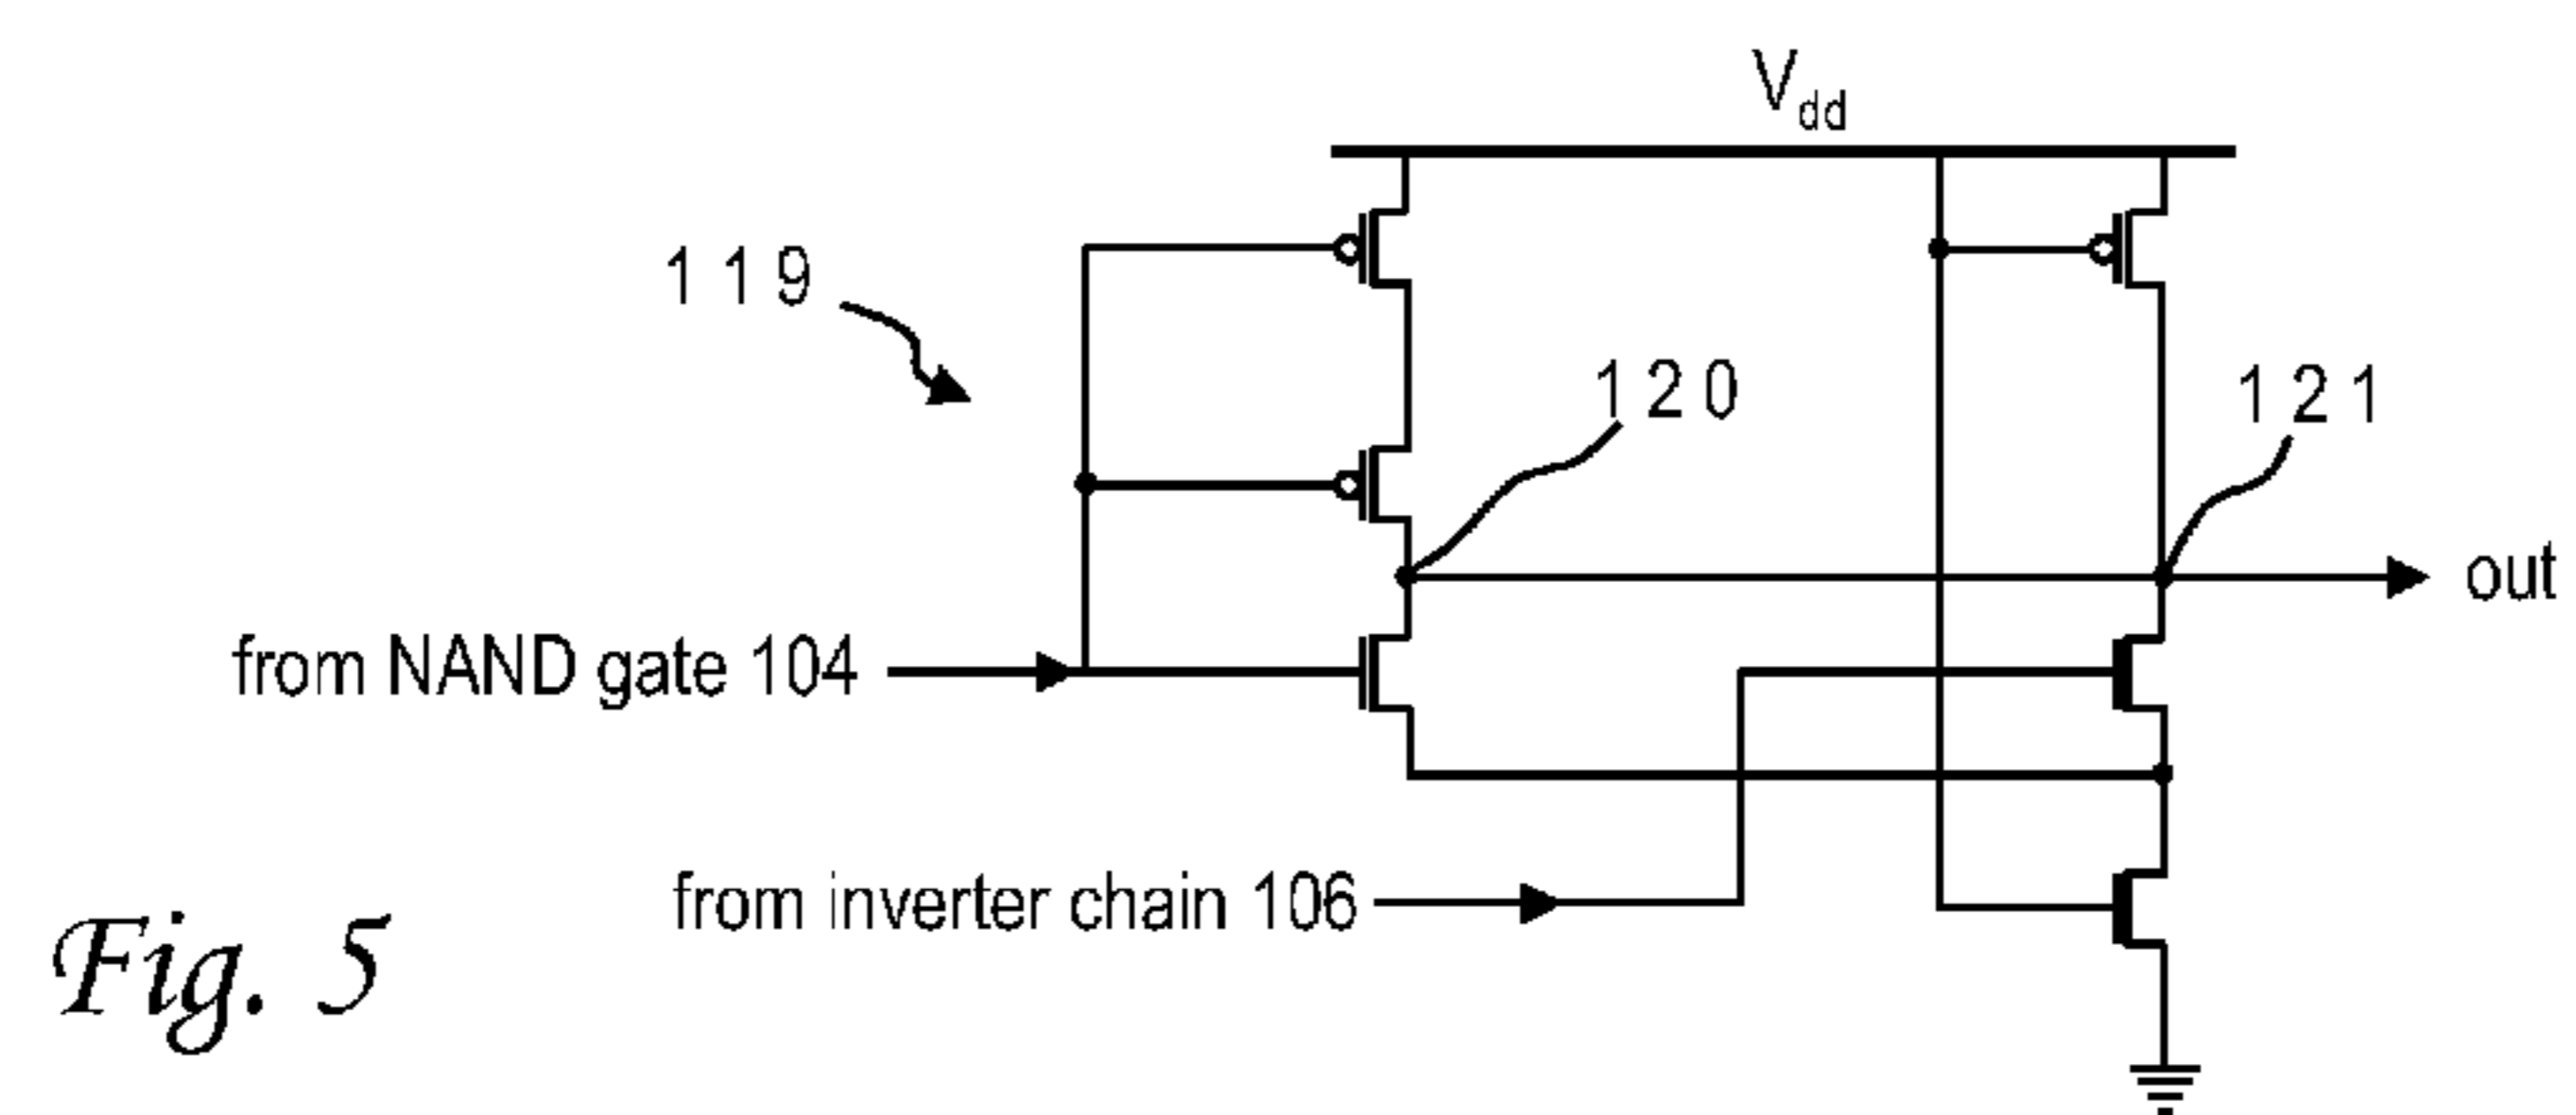 Vdd
119
120
121
out
from NAND gate 104
from inverter chain 106
Fig. 5